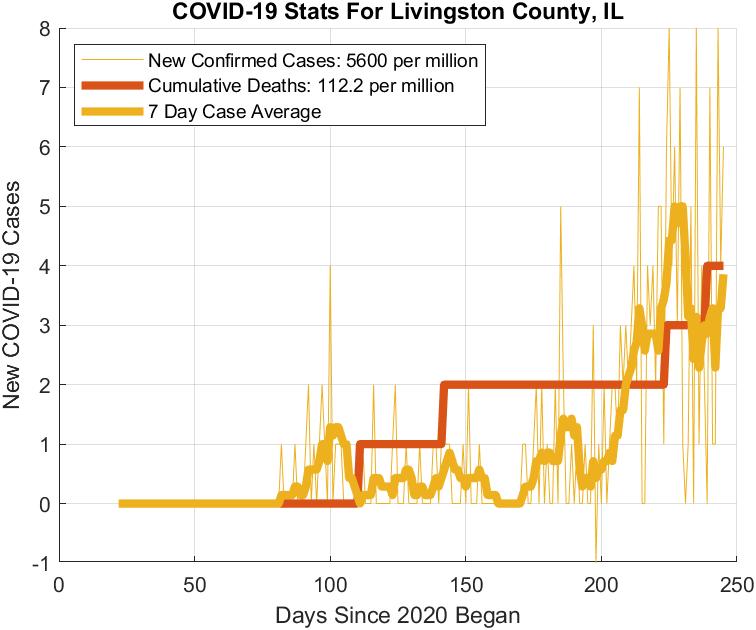 COVID-19 Stats For Livingston County, IL
New Confirmed Cases: 5600 per million
Cumulative Deaths: 112.2 per million
7 Day Case Average
New COVID-19 Cases
8
7
6
5
4
3
2
1
0
-1
0 50 100 150 200 250
Days Since 2020 Began